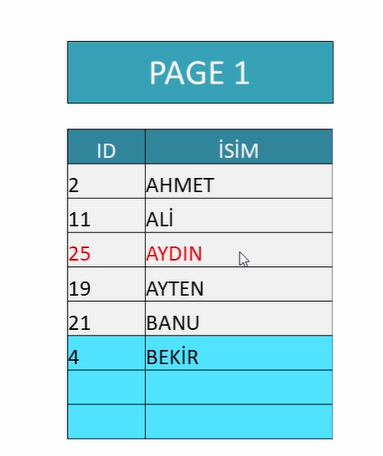 PAGE 1
ID İSİM
2 AHMET
11 ALİ
25 AYDIN
19 AYTEN
21 BANU
4 BEKİR